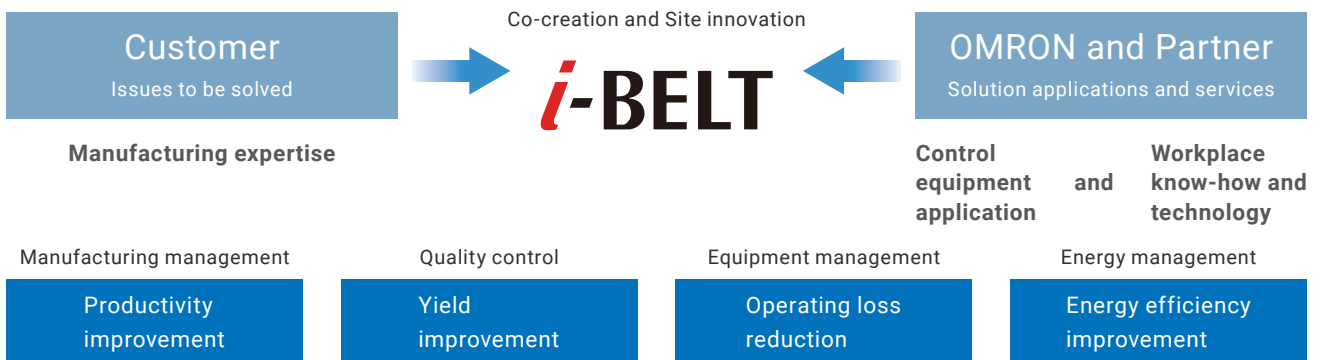 Co-creation and Site innovation
Customer
Issues to be solved
i-BELT
OMRON and Partner
Solution applications and services
Manufacturing expertise
Control
equipment and
application
Workplace
know-how and
technology
Manufacturing management
Productivity
improvement
Quality control
Yield
improvement
Equipment management
Operating loss
reduction
Energy management
Energy efficiency
improvement